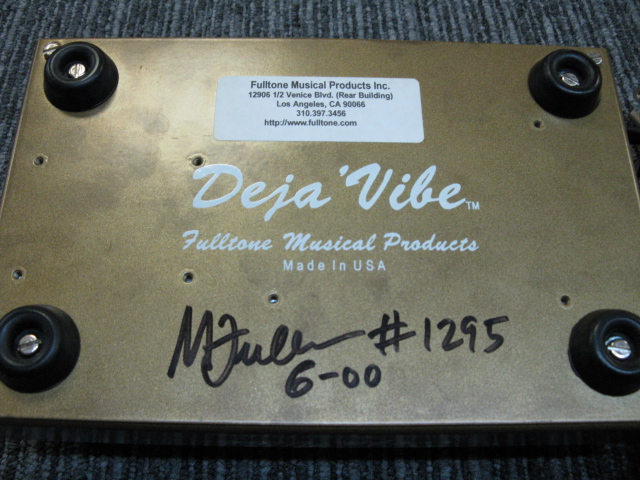 Fulltone Musical Products Inc.
12906 1/2 Venice Blvd. (Rear Building)
Los Angeles, CA 90066
310.397.3456
http://www.fulltone.com
Deja'Vibe™
Fulltone Musical Products
Made In USA
MFuller #1295
6-00